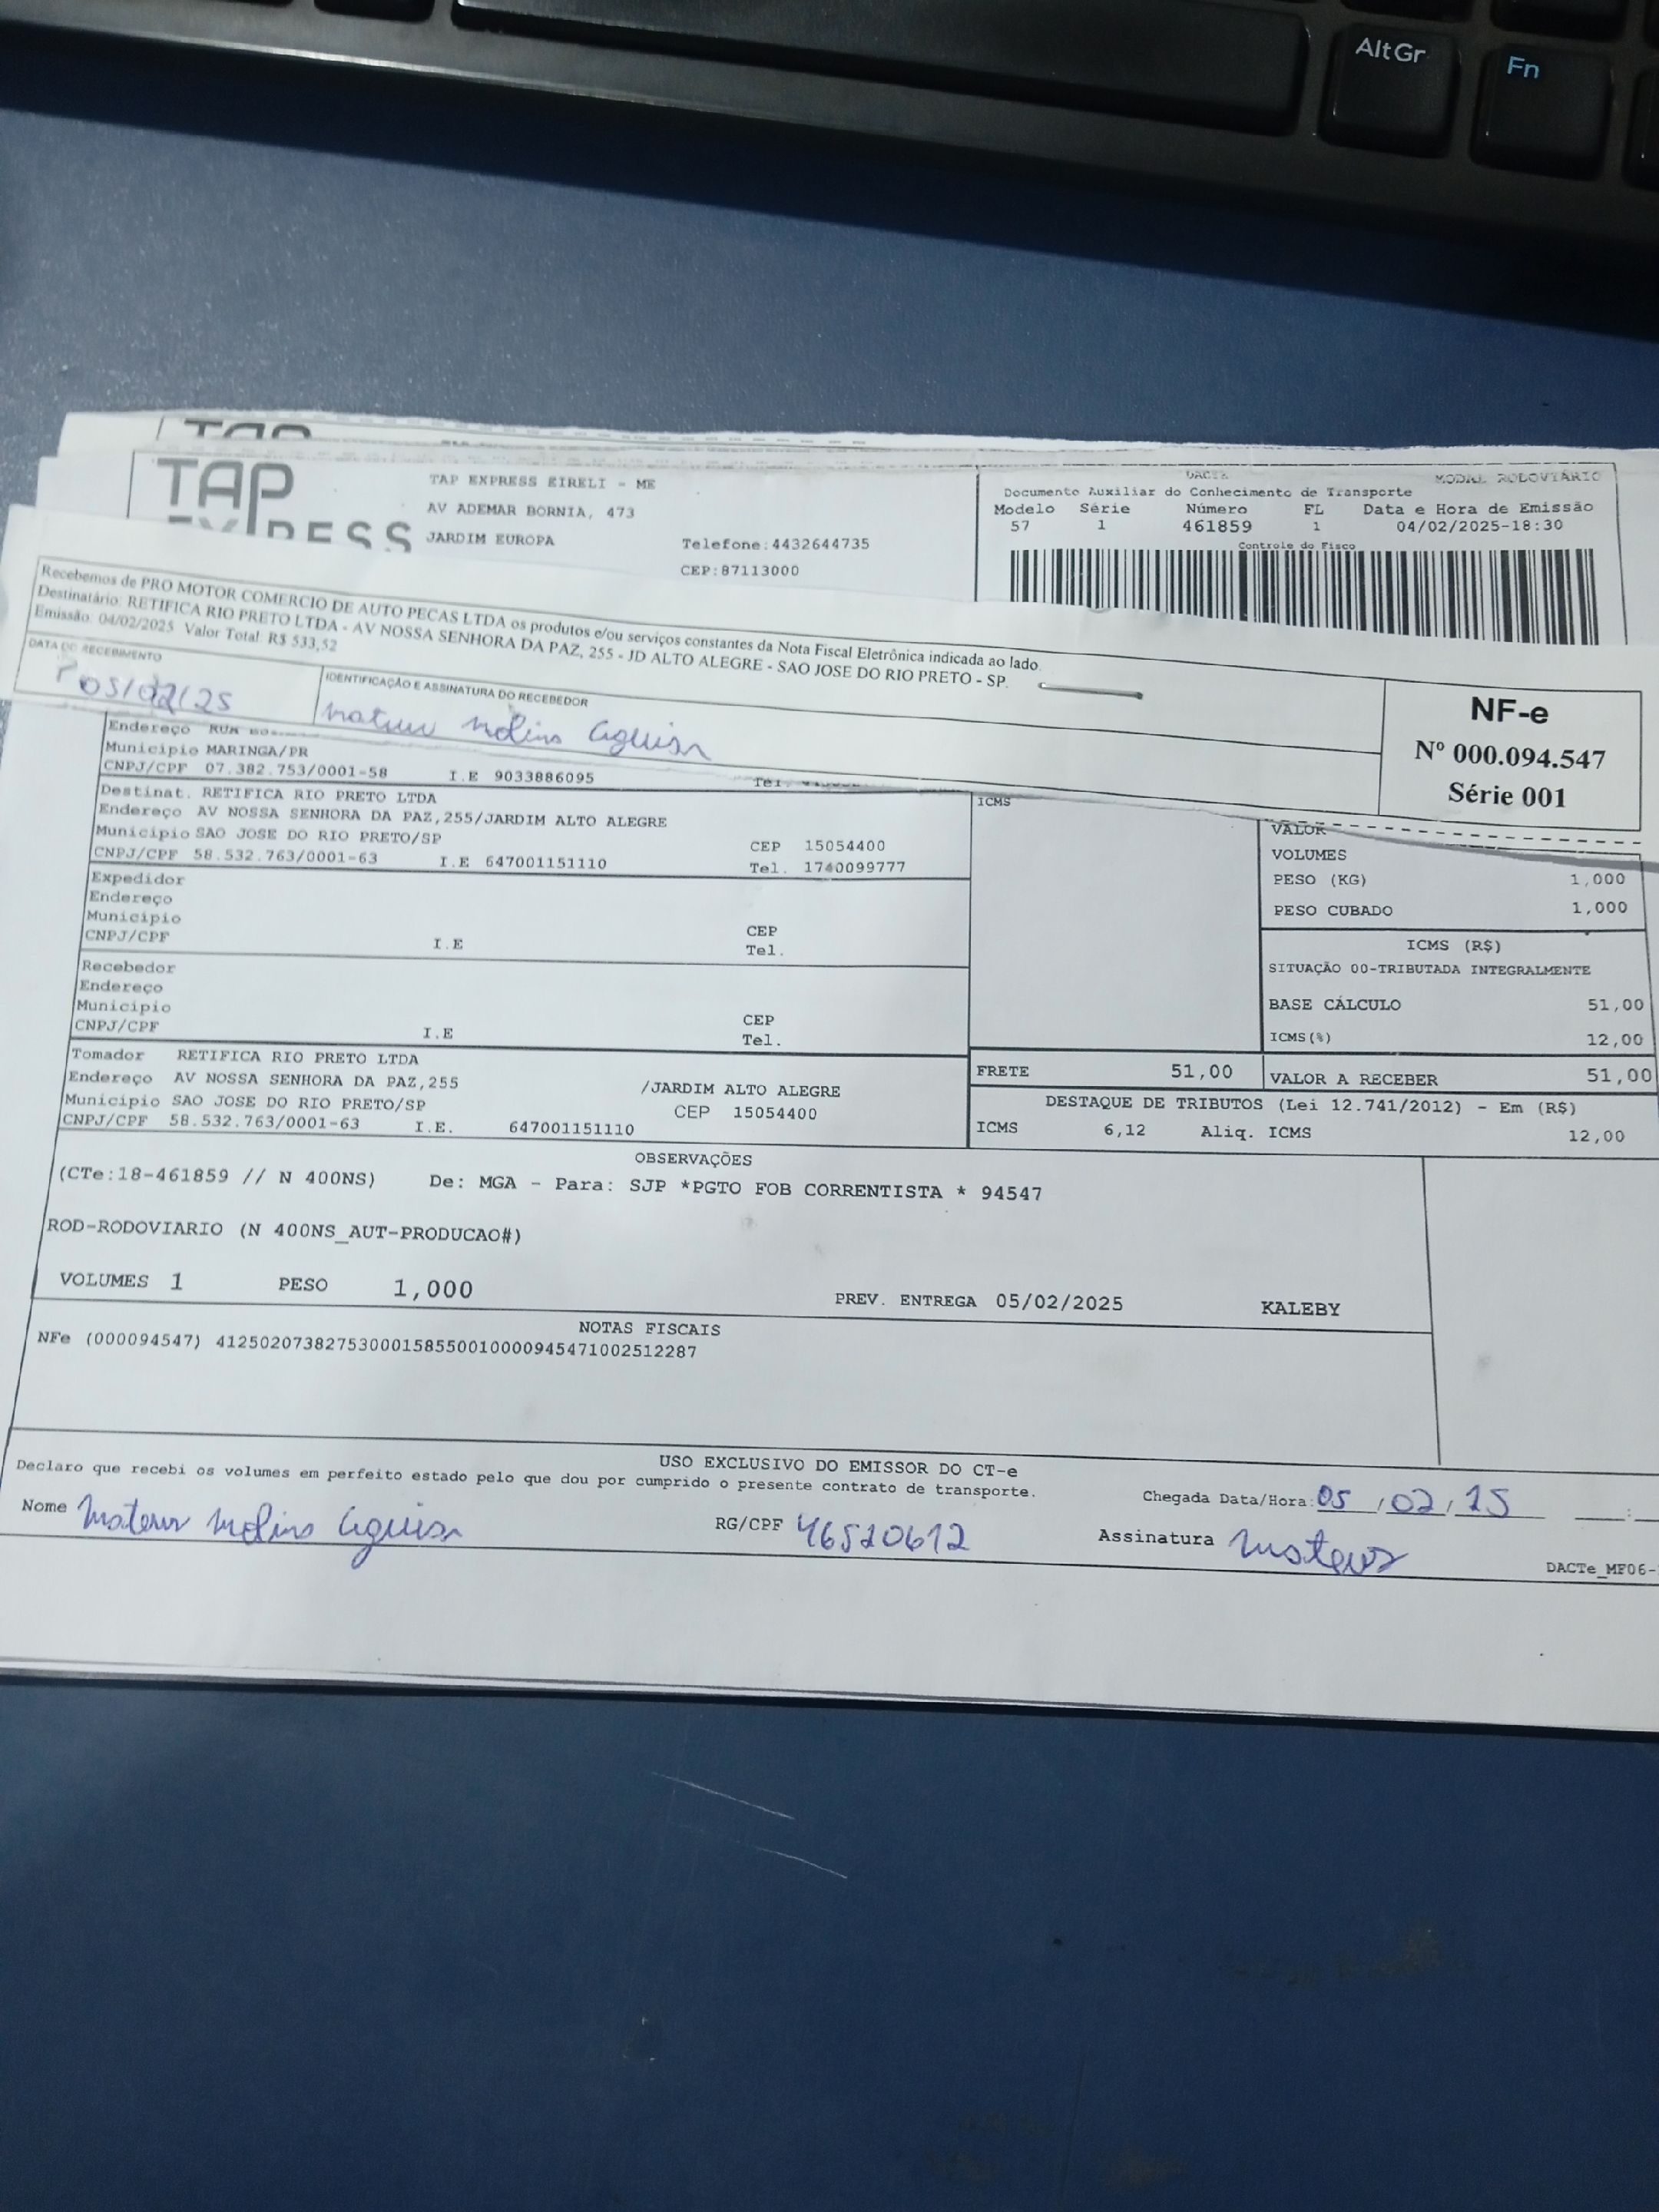 AltGr
Fn
TAP
TAP
PRESS
TAP EXPRESS EIRELI - ME
AV ADEMAR BORNIA, 473
JARDIM EUROPA
Telefone:4432644735
CEP:87113000
MODAL RODOVIÁRIO
Documento Auxiliar do Conhecimento de Transporte
Modelo Série Número FL Data e Hora de Emissão
57 1 461859 1 04/02/2025-18:30
Controle do Fisco
Recebemos de PRO MOTOR COMERCIO DE AUTO PECAS LTDA os produtos e/ou serviços constantes da Nota Fiscal Eletrônica indicada ao lado.
Destinatário: RETIFICA RIO PRETO LTDA - AV NOSSA SENHORA DA PAZ, 255 - JD ALTO ALEGRE - SAO JOSE DO RIO PRETO - SP.
Emissão: 04/02/2025 Valor Total: R$ 533,52
DATA DO RECEBIMENTO
05/02/25
IDENTIFICAÇÃO E ASSINATURA DO RECEBEDOR
NF-e
Nº 000.094.547
Série 001
Endereço RUA
Municipio MARINGA/PR
CNPJ/CPF 07.382.753/0001-58 I.E 9033886095
Destinat. RETIFICA RIO PRETO LTDA
Endereço AV NOSSA SENHORA DA PAZ,255/JARDIM ALTO ALEGRE
Municipio SAO JOSE DO RIO PRETO/SP CEP 15054400
CNPJ/CPF 58.532.763/0001-63 I.E 647001151110 Tel. 1740099777
Expedidor
Endereço
Municipio CEP
CNPJ/CPF I.E Tel.
Recebedor
Endereço
Municipio CEP
CNPJ/CPF I.E Tel.
Tomador RETIFICA RIO PRETO LTDA
Endereço AV NOSSA SENHORA DA PAZ,255 /JARDIM ALTO ALEGRE
Municipio SAO JOSE DO RIO PRETO/SP CEP 15054400
CNPJ/CPF 58.532.763/0001-63 I.E. 647001151110
ICMS
VALOR
VOLUMES
PESO (KG) 1,000
PESO CUBADO 1,000
ICMS (R$)
SITUAÇÃO 00-TRIBUTADA INTEGRALMENTE
BASE CÁLCULO 51,00
ICMS(%) 12,00
FRETE 51,00 VALOR A RECEBER 51,00
DESTAQUE DE TRIBUTOS (Lei 12.741/2012) - Em (R$)
ICMS 6,12 Aliq. ICMS 12,00
OBSERVAÇÕES
(CTe:18-461859 // N 400NS) De: MGA - Para: SJP *PGTO FOB CORRENTISTA * 94547
ROD-RODOVIARIO (N 400NS_AUT-PRODUCAO#)
VOLUMES 1 PESO 1,000 PREV. ENTREGA 05/02/2025 KALEBY
NOTAS FISCAIS
NFe (000094547) 41250207382753000158550010000945471002512287
USO EXCLUSIVO DO EMISSOR DO CT-e
Declaro que recebi os volumes em perfeito estado pelo que dou por cumprido o presente contrato de transporte.
Chegada Data/Hora: 05/02/25
Nome RG/CPF 46520612 Assinatura Mateus
DACTe_MF06-